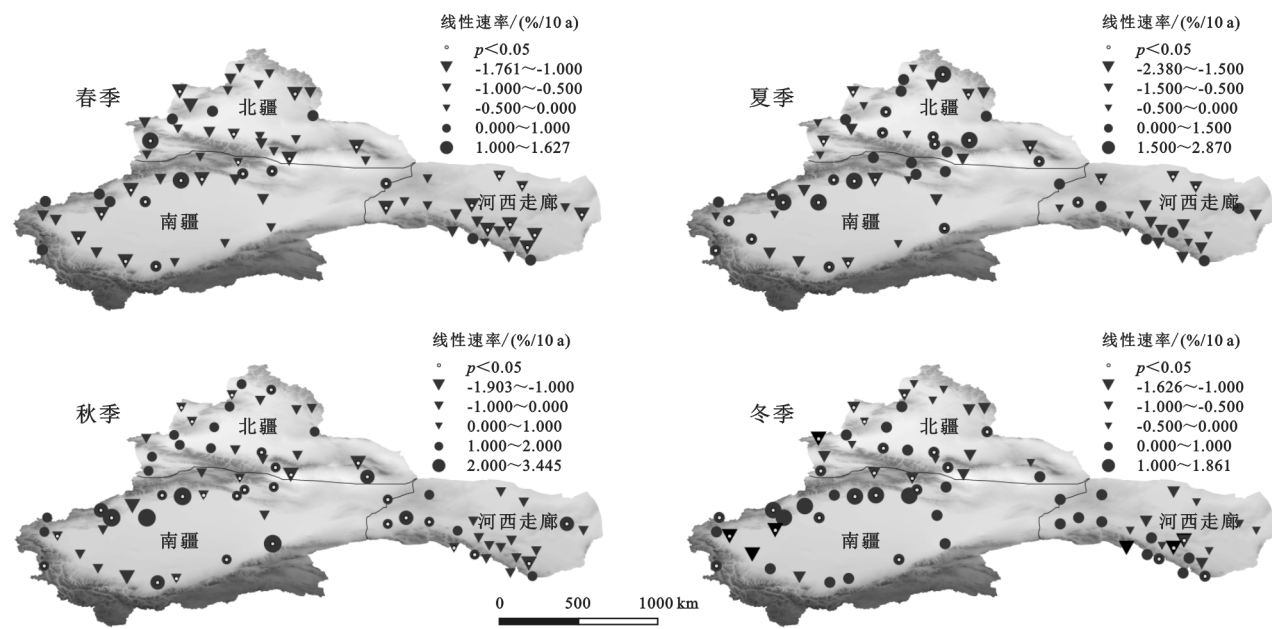 线性速率/(%/10 a)
p＜0.05
-1.761～-1.000
-1.000～-0.500
-0.500～0.000
0.000～1.000
1.000～1.627
春季
北疆
南疆
河西走廊
线性速率/(%/10 a)
p＜0.05
-2.380～-1.500
-1.500～-0.500
-0.500～0.000
0.000～1.500
1.500～2.870
夏季
北疆
南疆
河西走廊
线性速率/(%/10 a)
p＜0.05
-1.903～-1.000
-1.000～0.000
0.000～1.000
1.000～2.000
2.000～3.445
秋季
北疆
南疆
河西走廊
线性速率/(%/10 a)
p＜0.05
-1.626～-1.000
-1.000～-0.500
-0.500～0.000
0.000～1.000
1.000～1.861
冬季
北疆
南疆
河西走廊
0 500 1000 km